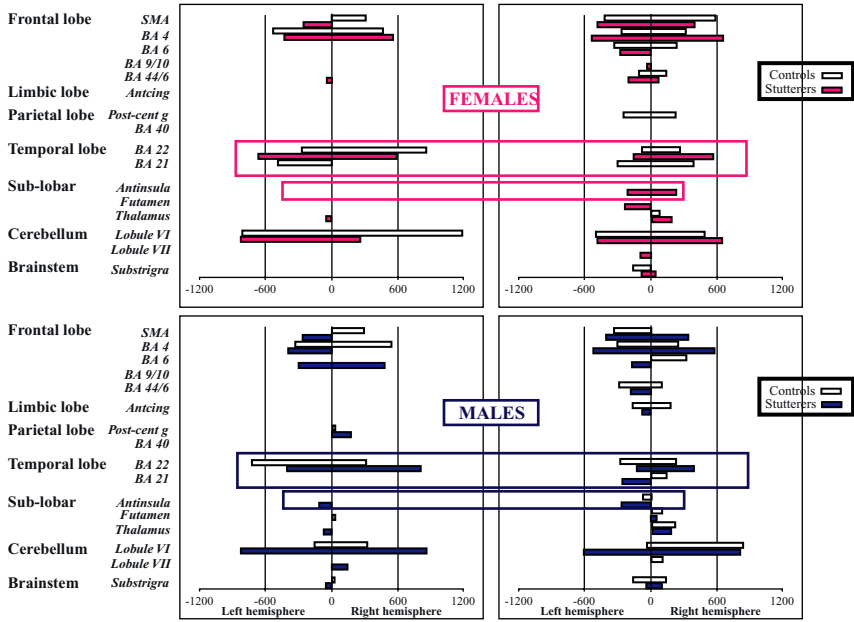 Frontal lobe SMA
BA 4
BA 6
BA 9/10
BA 44/6
Limbic lobe Antcing
Parietal lobe Post-cent g
BA 40
Temporal lobe BA 22
BA 21
Sub-lobar Antinsula
Futamen
Thalamus
Cerebellum Lobule VI
Lobule VII
Brainstem Substrigra
FEMALES
Controls
Stutterers
-1200 -600 0 600 1200 -1200 -600 0 600 1200
Frontal lobe SMA
BA 4
BA 6
BA 9/10
BA 44/6
Limbic lobe Antcing
Parietal lobe Post-cent g
BA 40
Temporal lobe BA 22
BA 21
Sub-lobar Antinsula
Futamen
Thalamus
Cerebellum Lobule VI
Lobule VII
Brainstem Substrigra
MALES
Controls
Stutterers
-1200 -600 0 600 1200 -1200 -600 0 600 1200
Left hemisphere Right hemisphere Left hemisphere Right hemisphere